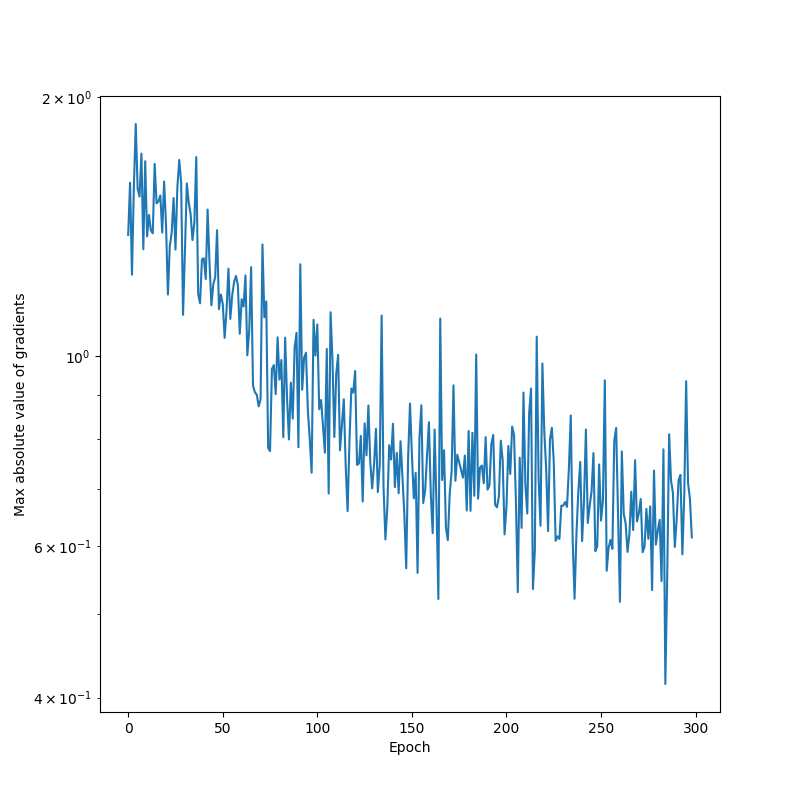 Max absolute value of gradients
2 × 10⁰
10⁰
6 × 10⁻¹
4 × 10⁻¹
0 50 100 150 200 250 300
Epoch